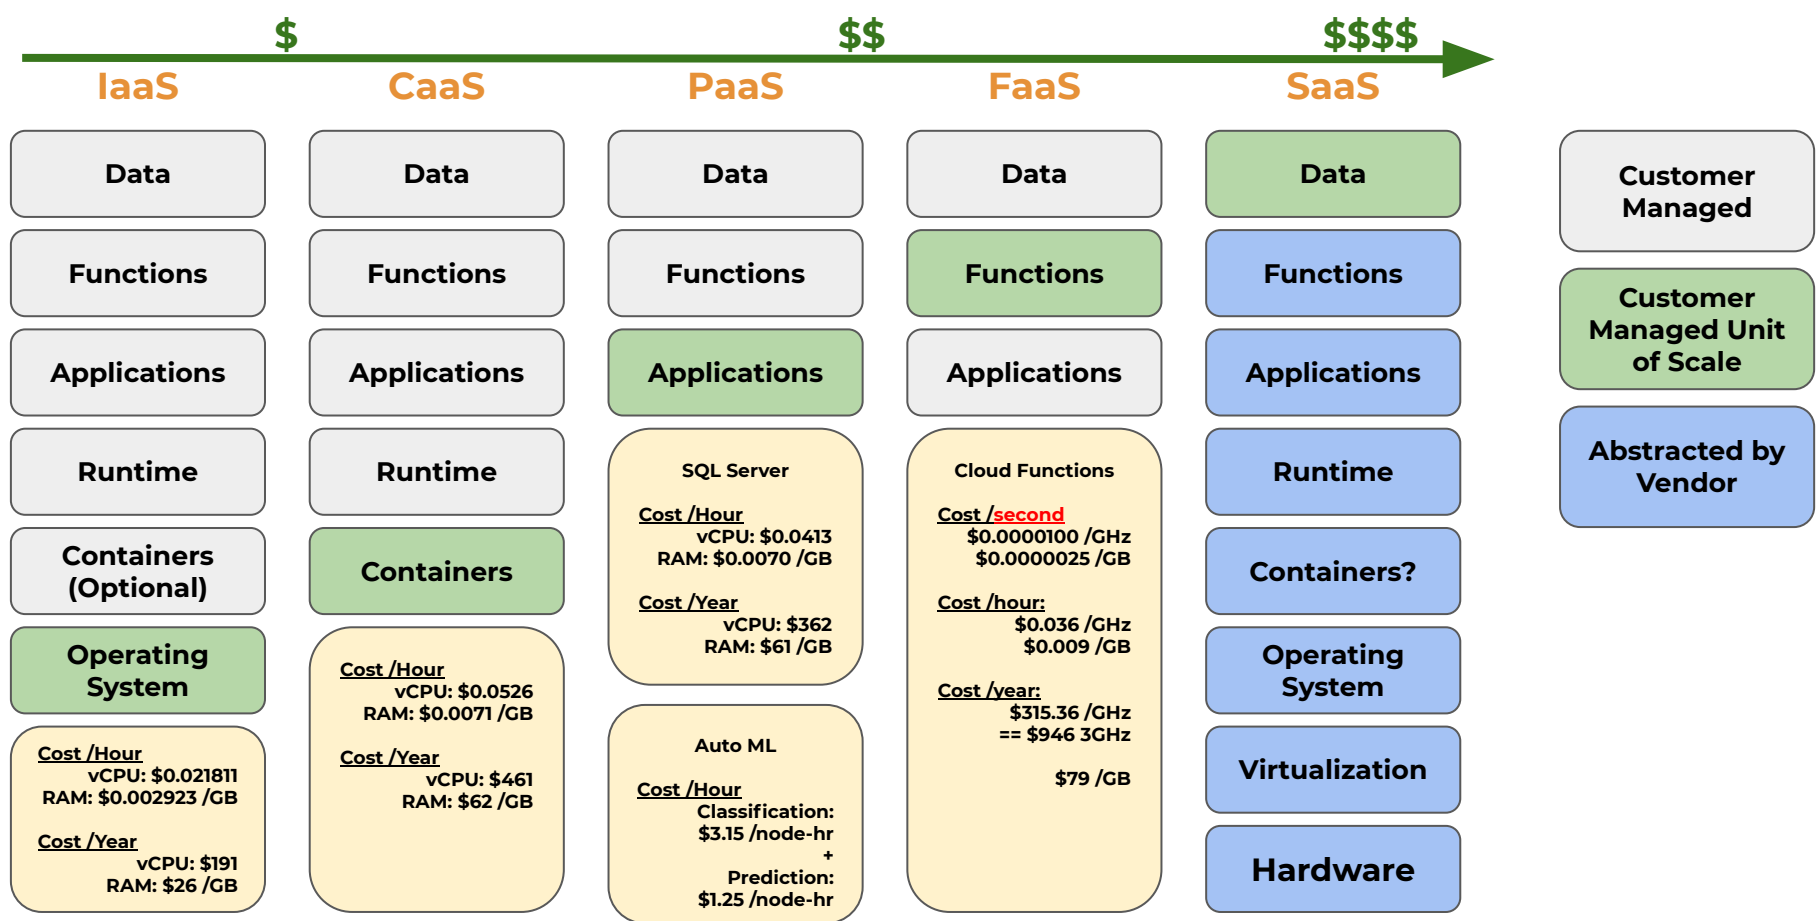 $
$$
$$$$
IaaS
CaaS
PaaS
FaaS
SaaS
Data
Functions
Applications
Runtime
Containers
(Optional)
Operating
System
Cost /Hour
vCPU: $0.021811
RAM: $0.002923 /GB
Cost /Year
vCPU: $191
RAM: $26 /GB
Data
Functions
Applications
Runtime
Containers
Cost /Hour
vCPU: $0.0526
RAM: $0.0071 /GB
Cost /Year
vCPU: $461
RAM: $62 /GB
Data
Functions
Applications
SQL Server
Cost /Hour
vCPU: $0.0413
RAM: $0.0070 /GB
Cost /Year
vCPU: $362
RAM: $61 /GB
Auto ML
Cost /Hour
Classification:
$3.15 /node-hr
+
Prediction:
$1.25 /node-hr
Data
Functions
Applications
Cloud Functions
Cost /second
$0.0000100 /GHz
$0.0000025 /GB
Cost /hour:
$0.036 /GHz
$0.009 /GB
Cost /year:
$315.36 /GHz
== $946 3GHz
$79 /GB
Data
Functions
Applications
Runtime
Containers?
Operating
System
Virtualization
Hardware
Customer
Managed
Customer
Managed Unit
of Scale
Abstracted by
Vendor